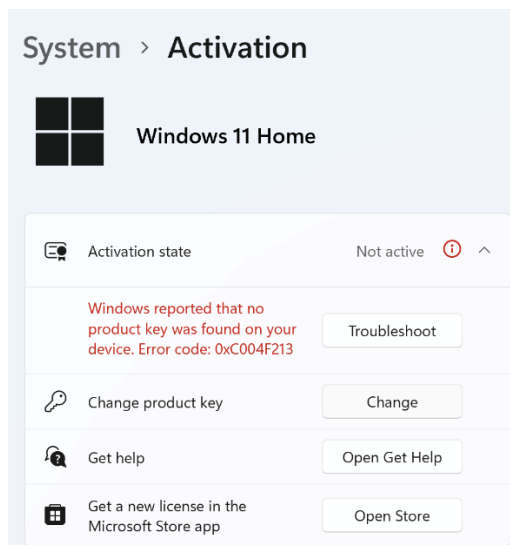 System > Activation
Windows 11 Home
Activation state
Not active
Windows reported that no
product key was found on your
device. Error code: 0xC004F213
Troubleshoot
Change product key
Change
Get help
Open Get Help
Get a new license in the
Microsoft Store app
Open Store